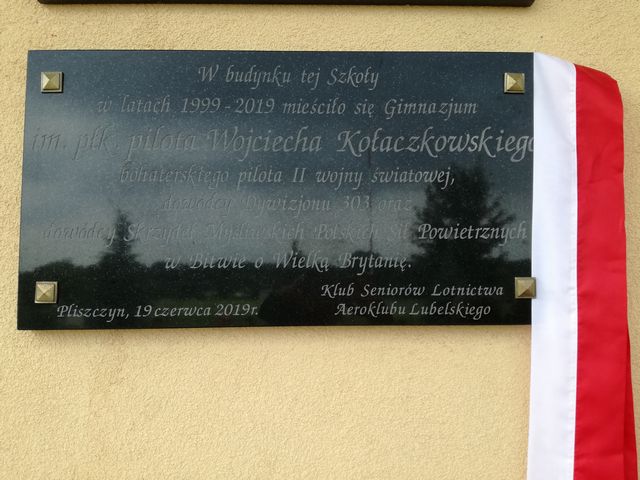 W budynku tej Szkoły
w latach 1999-2019 mieściło się Gimnazjum
im. płk. pilota Wojciecha Kołaczkowskiego
bohaterskiego pilota II wojny światowej,
dowódcy Dywizjonu 303 oraz
dowódcy Skrzydeł Myśliwskich Polskich Sił Powietrznych
w Bitwie o Wielką Brytanię.
Klub Seniorów Lotnictwa
Aeroklubu Lubelskiego
Pliszczyn, 19 czerwca 2019r.